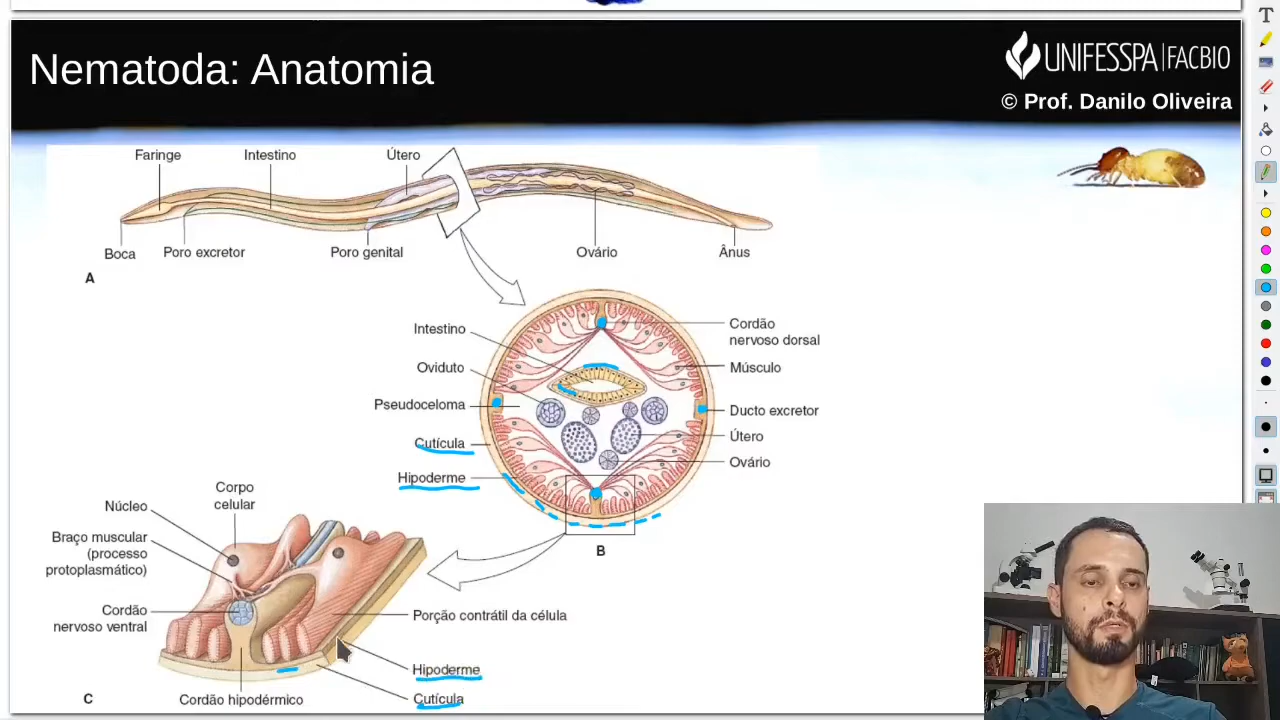 Nematoda: Anatomia
UNIFESSPA|FACBIO
© Prof. Danilo Oliveira
Faringe
Intestino
Útero
Boca
Poro excretor
Poro genital
Ovário
Ânus
A
Intestino
Oviduto
Pseudoceloma
Cutícula
Hipoderme
Cordão
nervoso dorsal
Músculo
Ducto excretor
Útero
Ovário
B
Corpo
celular
Núcleo
Braço muscular
(processo
protoplasmático)
Cordão
nervoso ventral
Porção contrátil da célula
Hipoderme
Cutícula
Cordão hipodérmico
C
T